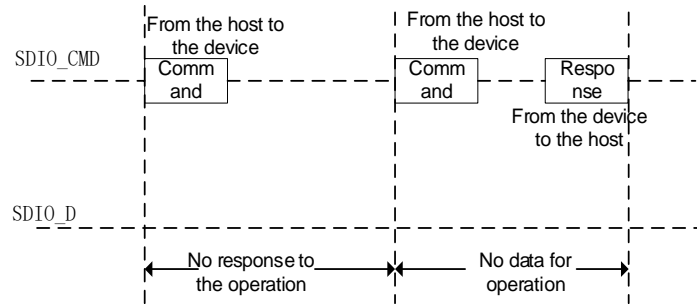 From the host to
the device
From the host to
the device
SDIO_CMD
Comm
and
Comm
and
Respo
nse
From the device
to the host
SDIO_D
No response to
the operation
No data for
operation